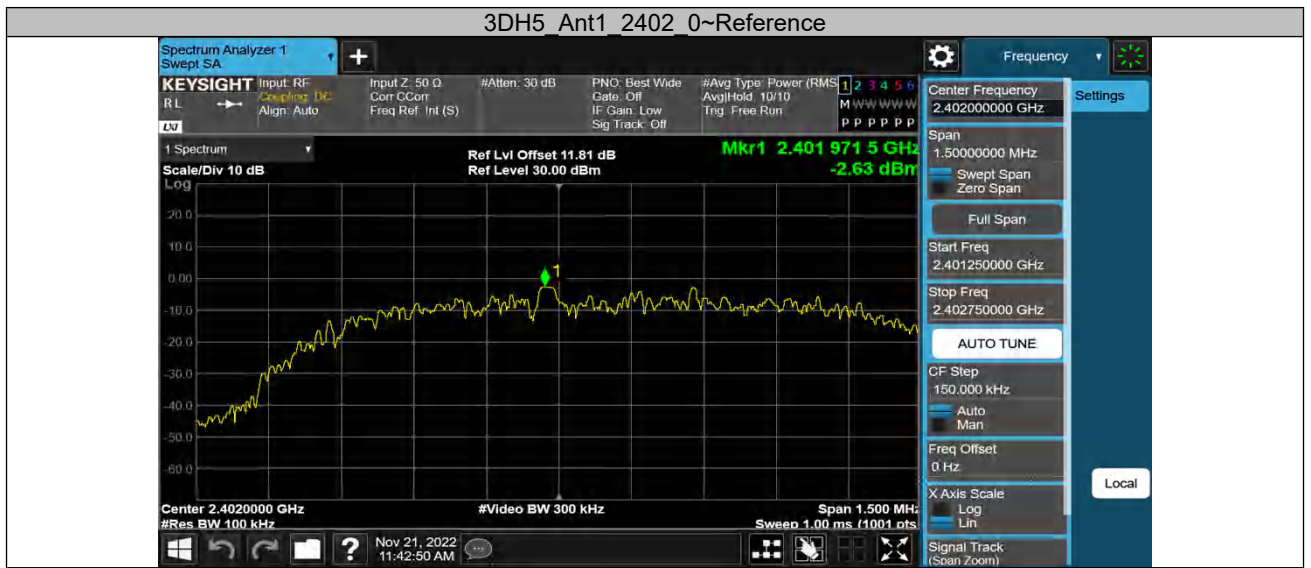 3DH5_Ant1_2402_0~Reference
Spectrum Analyzer 1
Swept SA
+
Frequency
KEYSIGHT
RL
LXI
Input: RF
Coupling: DC
Align: Auto
Input Z: 50 Ω
Corr CCorr
Freq Ref: Int (S)
#Atten: 30 dB
PNO: Best Wide
Gate: Off
IF Gain: Low
Sig Track: Off
#Avg Type: Power (RMS
Avg|Hold: 10/10
Trig: Free Run
1 2 3 4 5 6
M W W W W W
P P P P P P
Center Frequency
2.402000000 GHz
Settings
Span
1.50000000 MHz
Swept Span
Zero Span
Full Span
Start Freq
2.401250000 GHz
Stop Freq
2.402750000 GHz
AUTO TUNE
CF Step
150.000 kHz
Auto
Man
Freq Offset
0 Hz
X Axis Scale
Log
Lin
Signal Track
(Span Zoom)
Local
1 Spectrum
Scale/Div 10 dB
Log
Ref Lvl Offset 11.81 dB
Ref Level 30.00 dBm
Mkr1 2.401 971 5 GHz
-2.63 dBm
20.0
10.0
0.00
-10.0
-20.0
-30.0
-40.0
-50.0
-60.0
1
Center 2.4020000 GHz
#Res BW 100 kHz
#Video BW 300 kHz
Span 1.500 MHz
Sweep 1.00 ms (1001 pts
?
Nov 21, 2022
11:42:50 AM